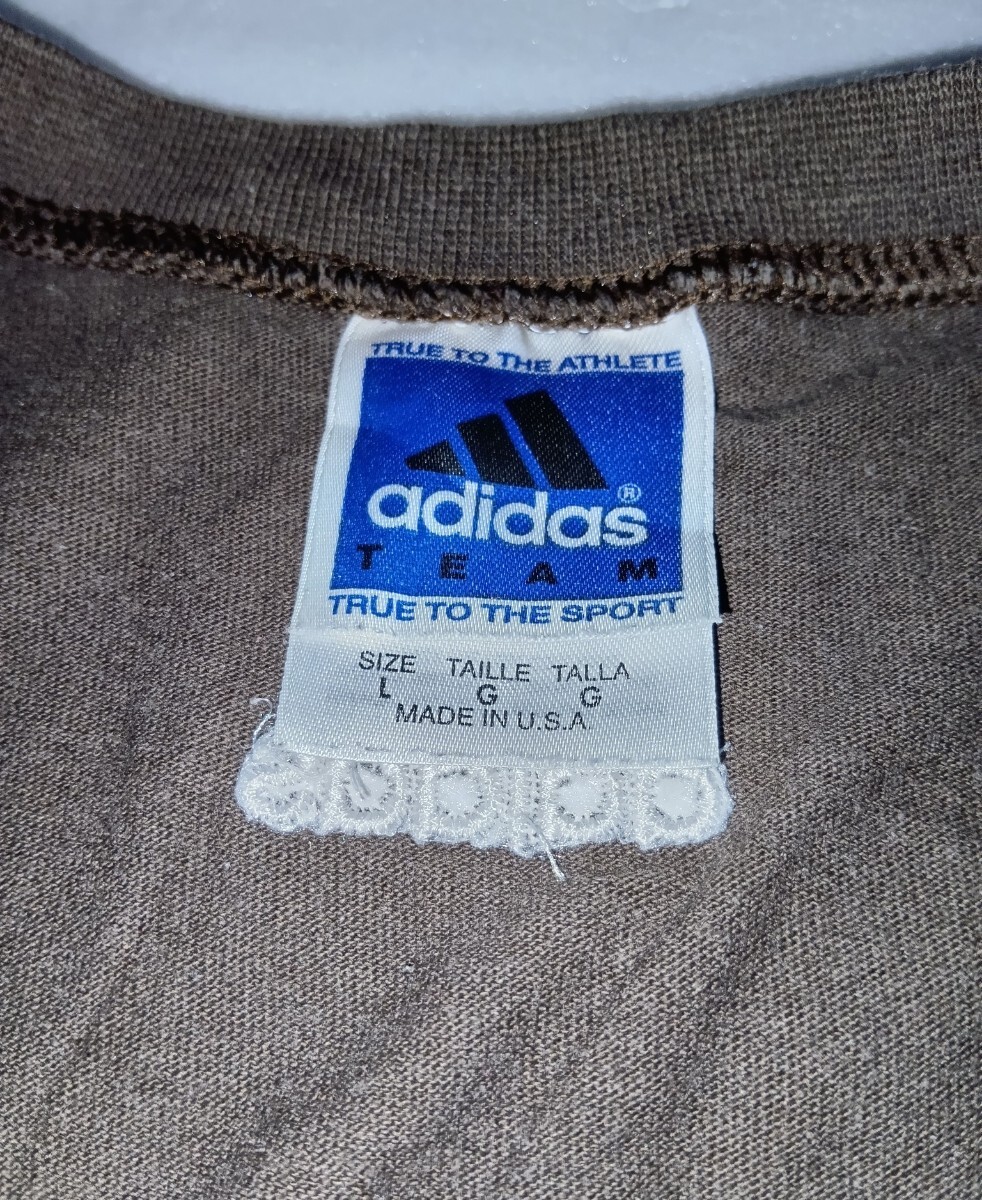 TRUE TO THE ATHLETE
adidas®
TEAM
TRUE TO THE SPORT
SIZE TAILLE TALLA
L G G
MADE IN U.S.A